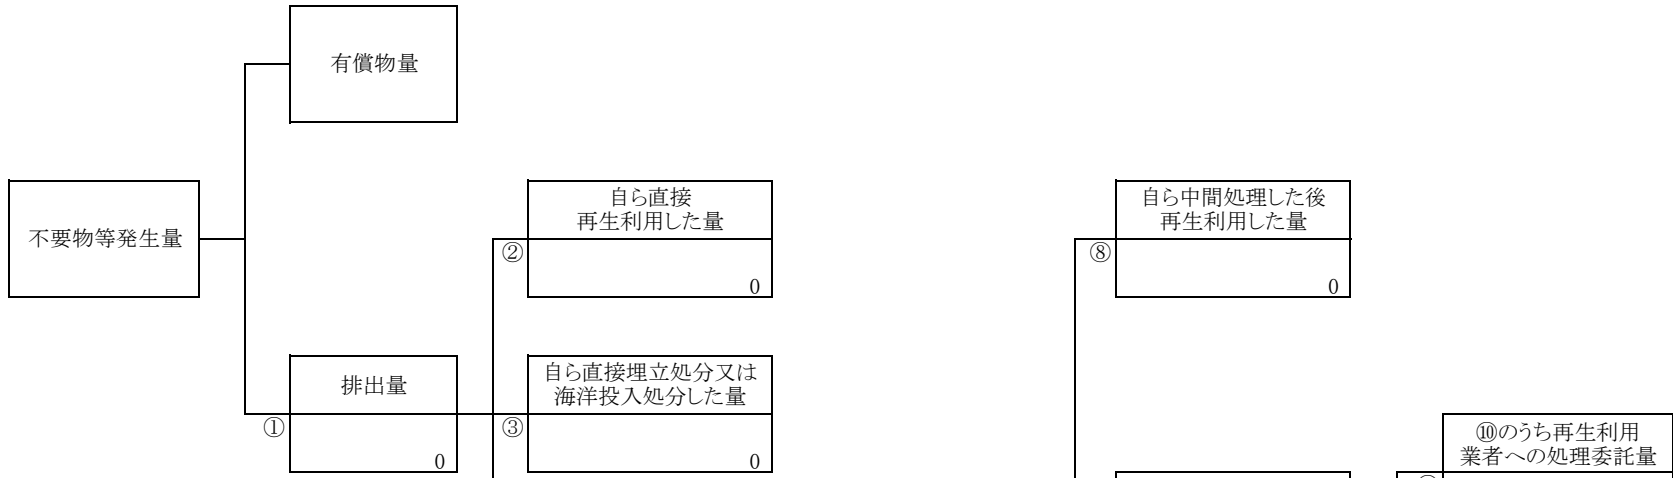 有償物量
不要物等発生量
自ら直接
再生利用した量
②
0
自ら中間処理した後
再生利用した量
⑧
0
排出量
①
0
自ら直接埋立処分又は
海洋投入処分した量
③
0
⑩のうち再生利用
業者への処理委託量